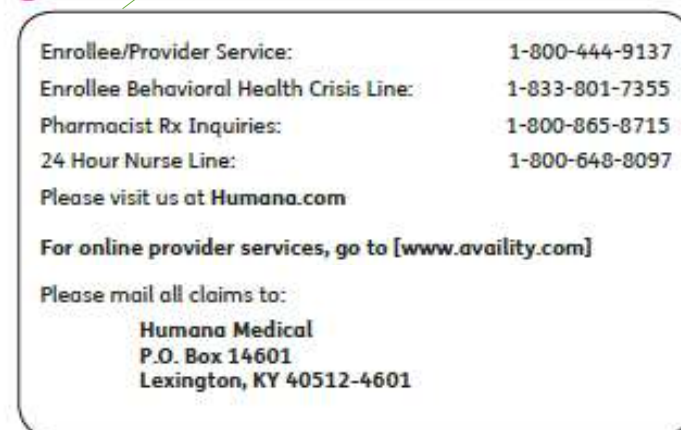 Enrollee/Provider Service: 1-800-444-9137
Enrollee Behavioral Health Crisis Line: 1-833-801-7355
Pharmacist Rx Inquiries: 1-800-865-8715
24 Hour Nurse Line: 1-800-648-8097
Please visit us at Humana.com
For online provider services, go to [www.availity.com]
Please mail all claims to:
Humana Medical
P.O. Box 14601
Lexington, KY 40512-4601